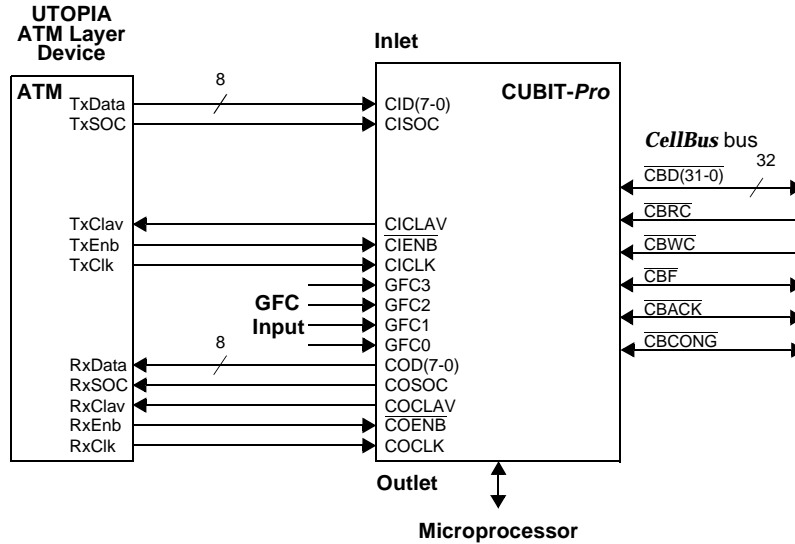 UTOPIA
ATM Layer
Device
Inlet
ATM
CUBIT-Pro
TxData
8
CID(7-0)
TxSOC
CISOC
CellBus bus
CBD(31-0)
32
CBRC
CBWC
CBF
CBACK
CBCONG
TxClav
CICLAV
TxEnb
CIENB
TxClk
CICLK
GFC3
GFC2
GFC1
GFC0
GFC
Input
RxData
8
COD(7-0)
RxSOC
COSOC
RxClav
COCLAV
RxEnb
COENB
RxClk
COCLK
Outlet
Microprocessor